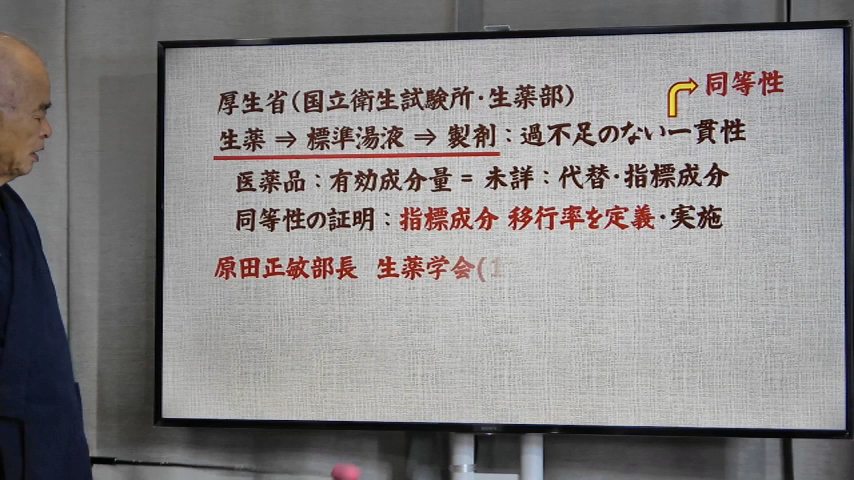 厚生省(国立衛生試験所・生薬部)
同等性
生薬 ⇒ 標準湯液 ⇒ 製剤：過不足のない一貫性
医薬品：有効成分量 = 未詳：代替・指標成分
同等性の証明：指標成分 移行率を定義・実施
原田正敏部長 生薬学会(1
SONY